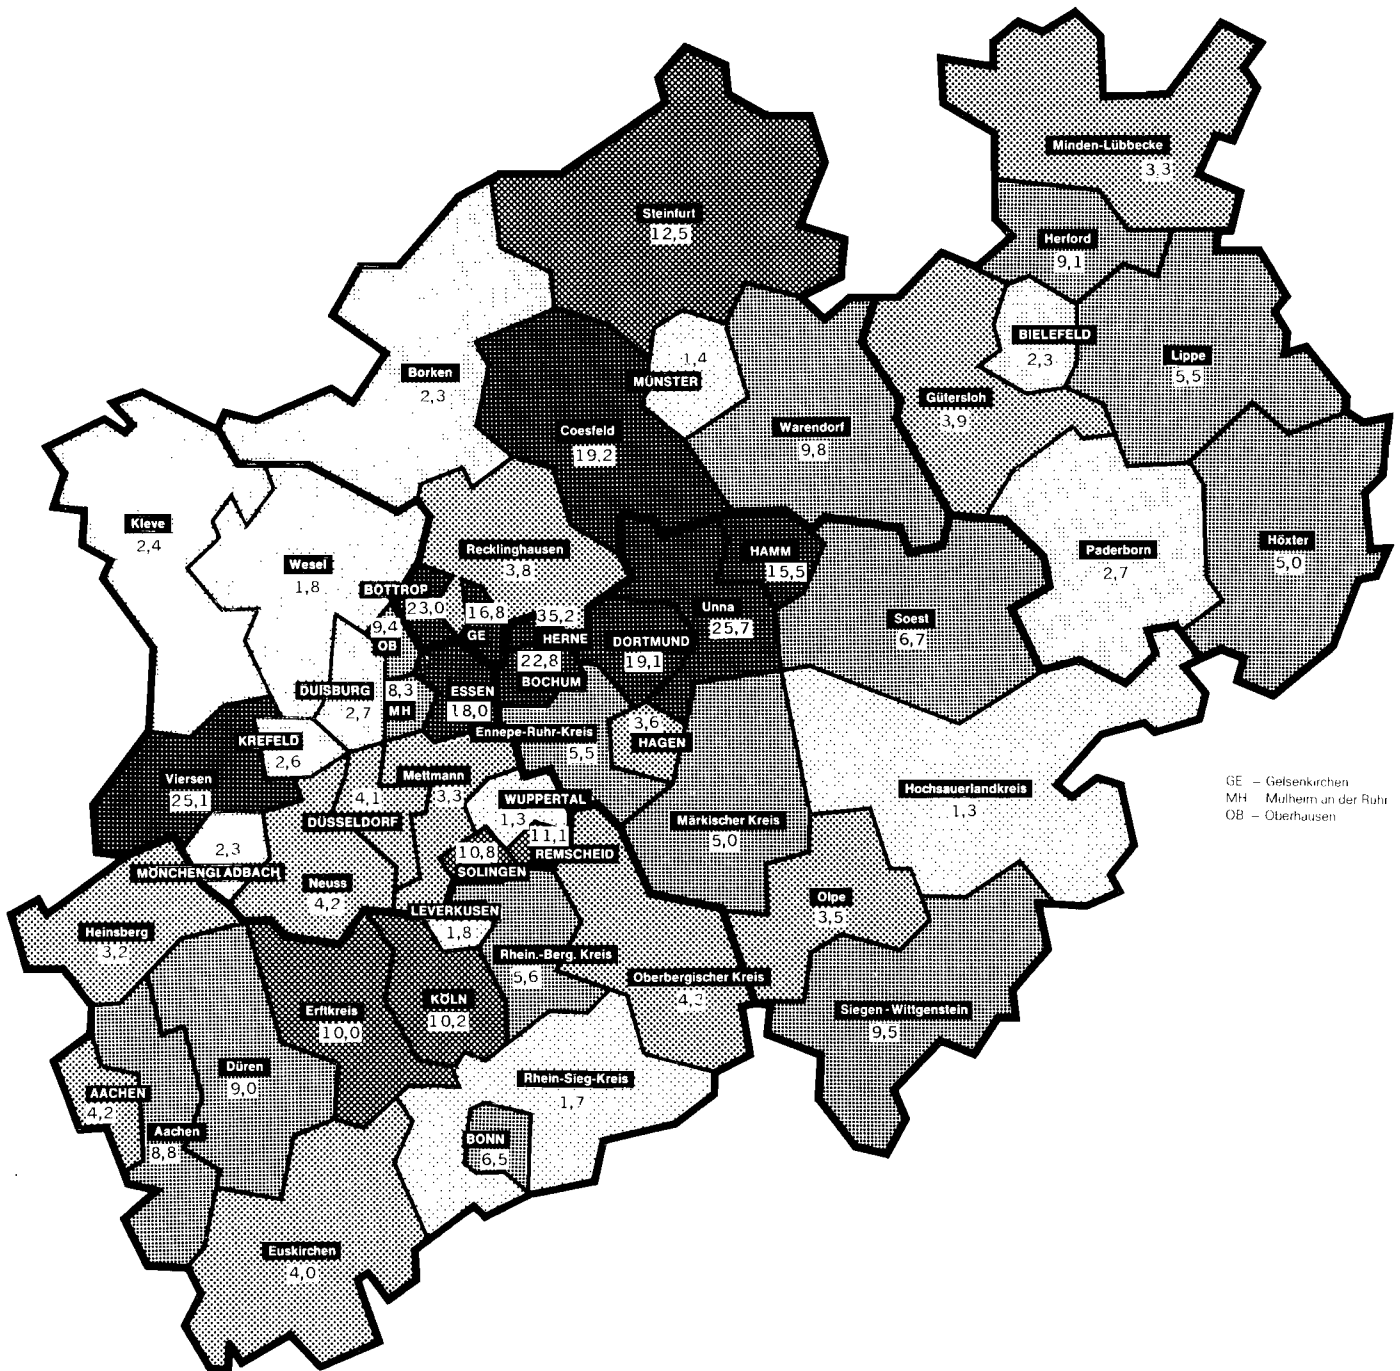 Minden-Lübbecke
3,3
Steinfurt
12,5
Herford
9,1
BIELEFELD
2,3
Lippe
5,5
1,4
MÜNSTER
Borken
2,3
Gütersloh
3,9
Coesfeld
19,2
Warendorf
9,8
Kleve
2,4
Wesel
1,8
Recklinghausen
3,8
HAMM
15,5
Paderborn
2,7
Höxter
5,0
BOTTROP
23,0
16,8
GE
35,2
HERNE
9,4
OB
Unna
25,7
Soest
6,7
DORTMUND
19,1
22,8
BOCHUM
DUISBURG
2,7
8,3
MH
ESSEN
18,0
KREFELD
2,6
Ennepe-Ruhr-Kreis
5,5
3,6
HAGEN
Viersen
25,1
Mettmann
3,3
4,1
DÜSSELDORF
WUPPERTAL
1,3
11,1
REMSCHEID
Hochsauerlandkreis
1,3
GE – Gelsenkirchen
MH Mülheim an der Ruhr
OB – Oberhausen
Märkischer Kreis
5,0
2,3
MÖNCHENGLADBACH
10,8
SOLINGEN
Neuss
4,2
Olpe
3,5
LEVERKUSEN
1,8
Heinsberg
3,2
Rhein.-Berg. Kreis
5,6
Oberbergischer Kreis
4,3
Erftkreis
10,0
KÖLN
10,2
Siegen-Wittgenstein
9,5
Düren
9,0
Rhein-Sieg-Kreis
1,7
AACHEN
4,2
Aachen
8,8
BONN
6,5
Euskirchen
4,0